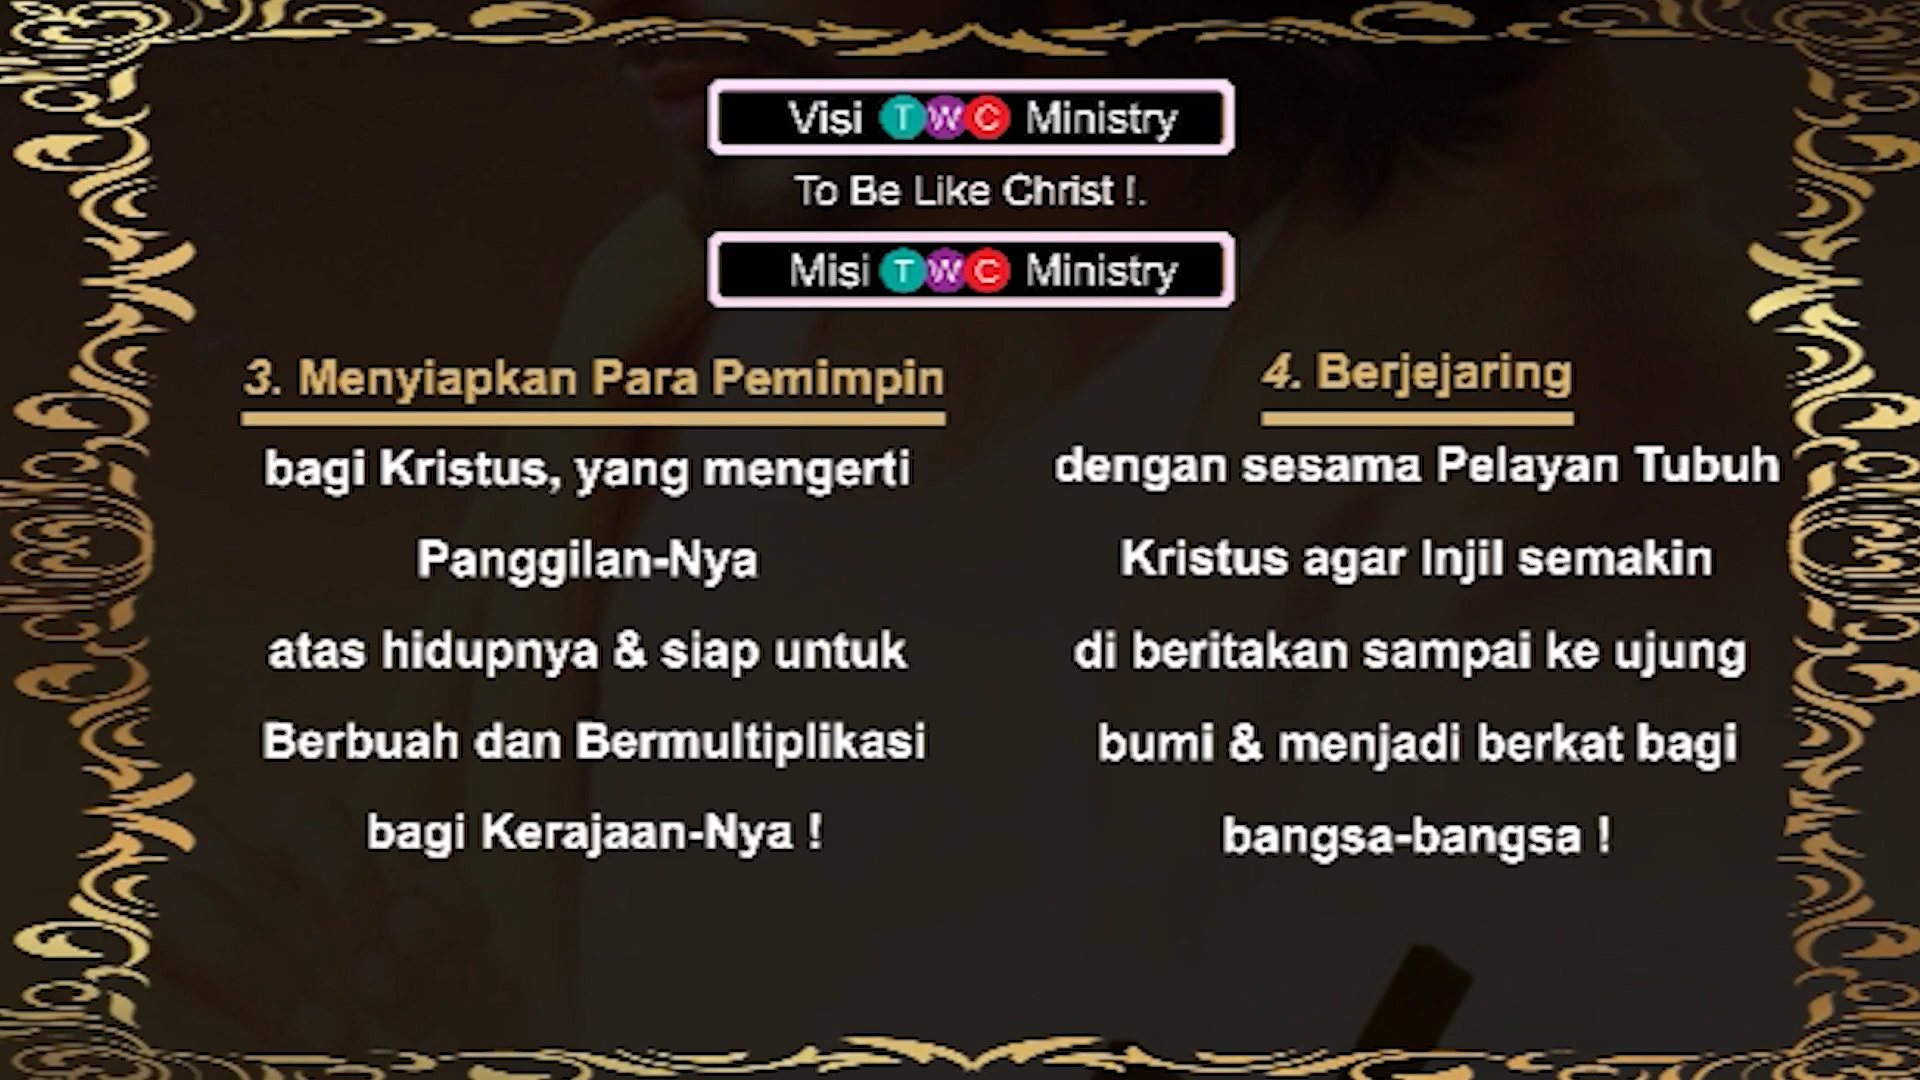 Visi TWC Ministry
To Be Like Christ !.
Misi TWC Ministry
3. Menyiapkan Para Pemimpin
bagi Kristus, yang mengerti
Panggilan-Nya
atas hidupnya & siap untuk
Berbuah dan Bermultiplikasi
bagi Kerajaan-Nya !
4. Berjejaring
dengan sesama Pelayan Tubuh
Kristus agar Injil semakin
di beritakan sampai ke ujung
bumi & menjadi berkat bagi
bangsa-bangsa !